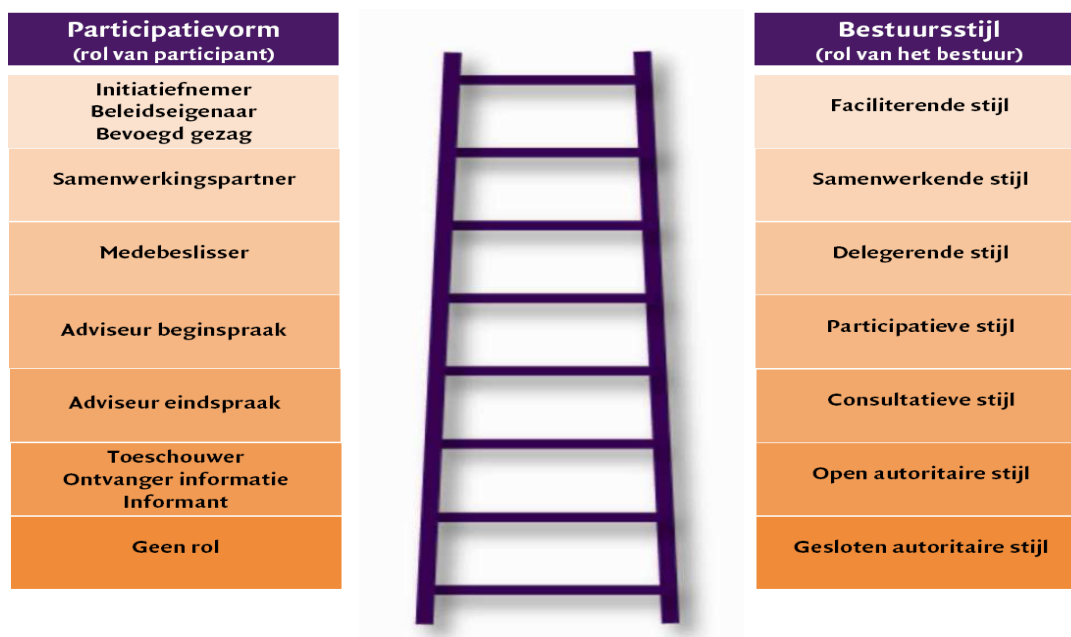 Participatievorm
(rol van participant)
Initiatiefnemer
Beleidseigenaar
Bevoegd gezag
Samenwerkingspartner
Medebeslisser
Adviseur beginspraak
Adviseur eindspraak
Toeschouwer
Ontvanger informatie
Informant
Geen rol
Bestuursstijl
(rol van het bestuur)
Faciliterende stijl
Samenwerkende stijl
Delegerende stijl
Participatieve stijl
Consultatieve stijl
Open autoritaire stijl
Gesloten autoritaire stijl